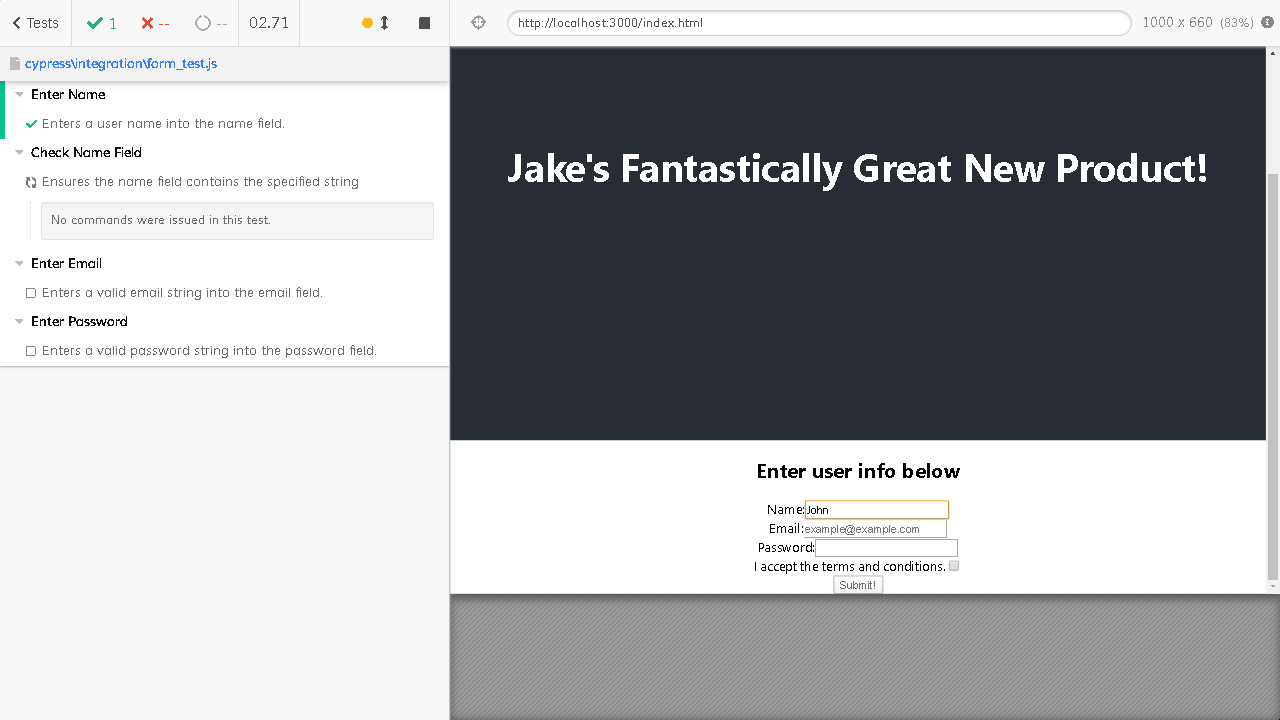 Tests 1 -- -- 02.71
cypress\integration\form_test.js
Enter Name
Enters a user name into the name field.
Check Name Field
Ensures the name field contains the specified string
No commands were issued in this test.
Enter Email
Enters a valid email string into the email field.
Enter Password
Enters a valid password string into the password field.
http://localhost:3000/index.html 1000 x 660 (83%)
Jake's Fantastically Great New Product!
Enter user info below
Name: John
Email: example@example.com
Password:
I accept the terms and conditions.
Submit!